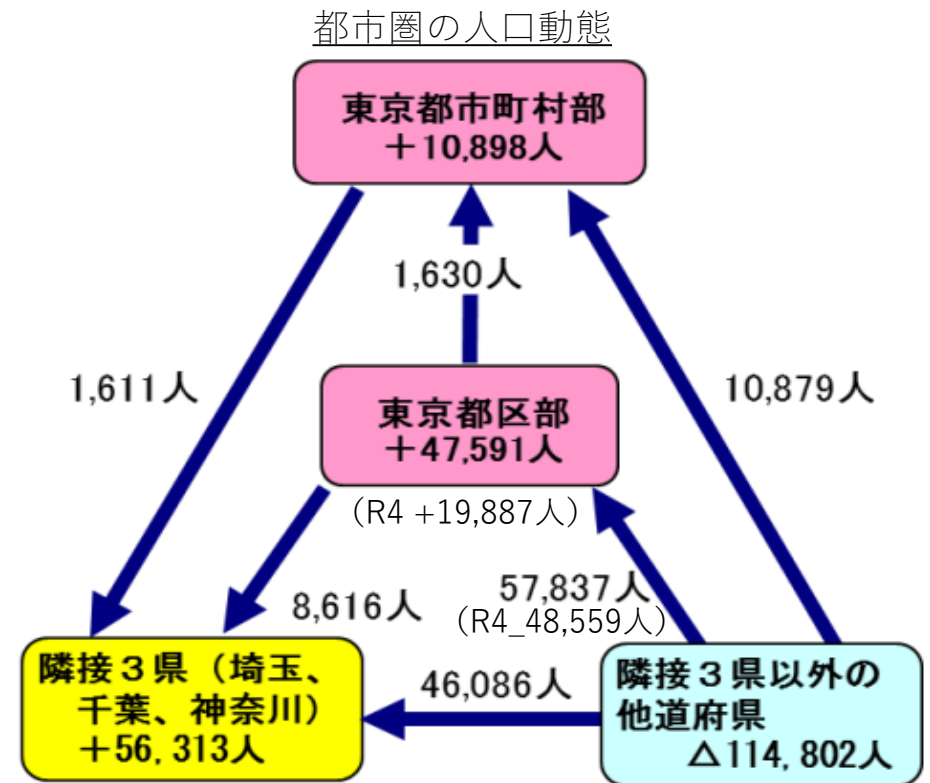 都市圏の人口動態
東京都市町村部
＋10,898人
1,630人
1,611人
10,879人
東京都区部
＋47,591人
（R4 +19,887人）
8,616人
57,837人
（R4_48,559人）
46,086人
隣接３県（埼玉、
千葉、神奈川）
＋56,313人
隣接３県以外の
他道府県
△114,802人